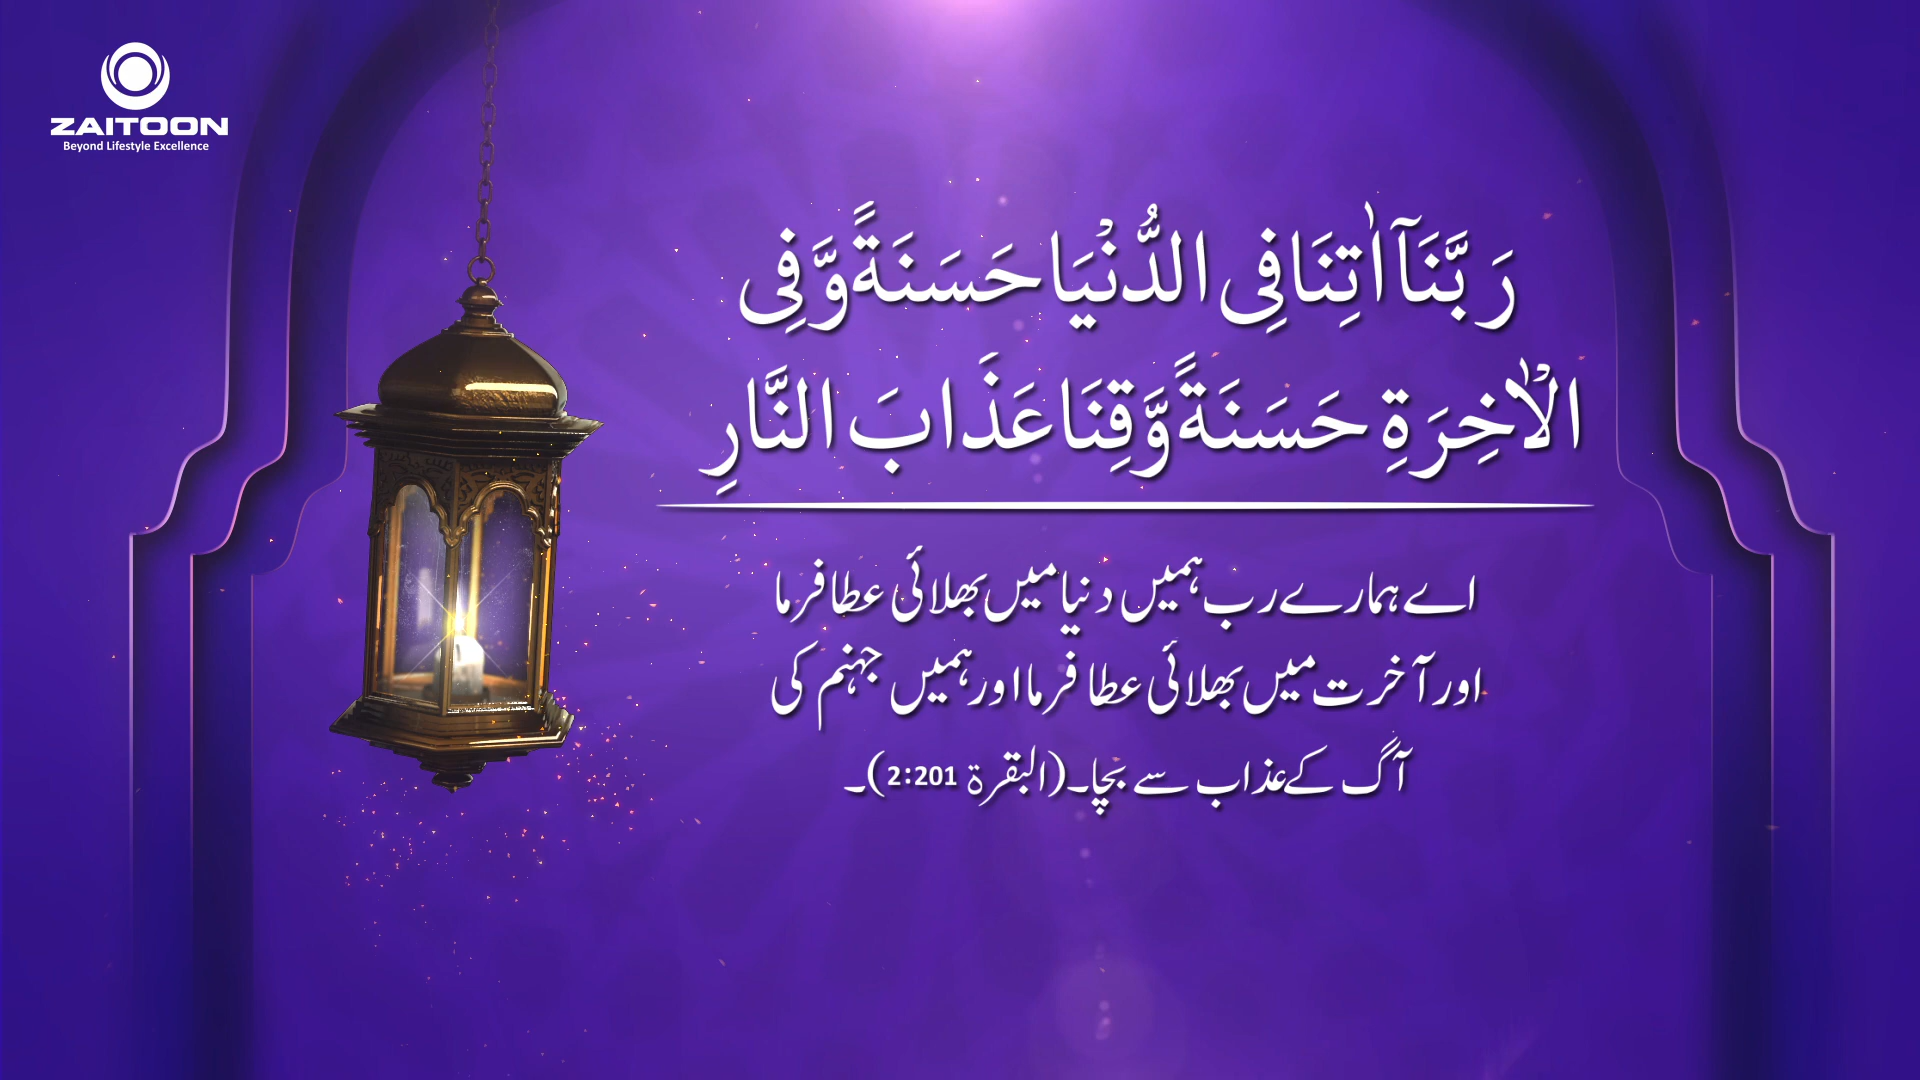 ZAITOON
Beyond Lifestyle Excellence
رَبَّنَآ اٰتِنَا فِی الدُّنْیَا حَسَنَةً وَّفِی
الْاٰخِرَةِ حَسَنَةً وَّقِنَا عَذَابَ النَّارِ
اے ہمارے رب ہمیں دنیا میں بھلائی عطا فرما
اور آخرت میں بھلائی عطا فرما اور ہمیں جہنم کی
آگ کے عذاب سے بچا۔ (البقرۃ 2:201)۔